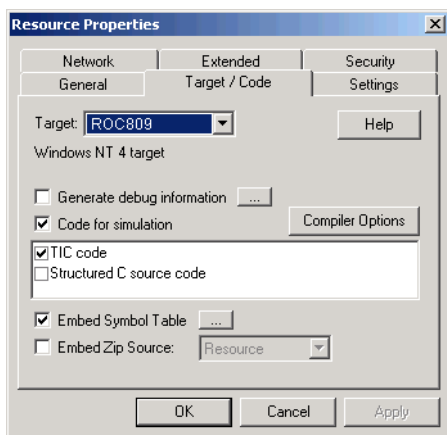 Resource Properties
Network Extended Security
General Target / Code Settings
Target: ROC809 Help
Windows NT 4 target
Generate debug information ...
Code for simulation Compiler Options
TIC code
Structured C source code
Embed Symbol Table ...
Embed Zip Source: Resource
OK Cancel Apply